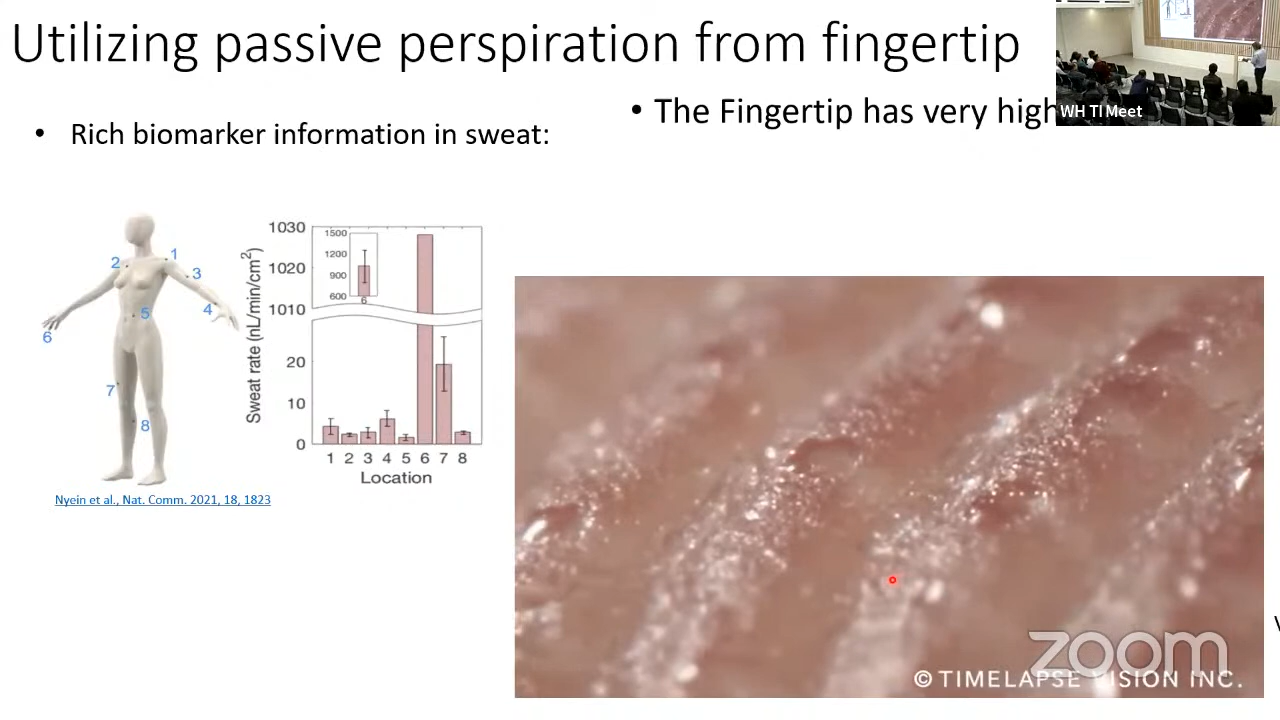 Utilizing passive perspiration from fingertip
• Rich biomarker information in sweat:
• The Fingertip has very high
WH TI Meet
1
2
3
4
5
6
7
8
Sweat rate (nL/min/cm²)
1030
1020
1010
20
10
0
1500
1200
900
600
6
1 2 3 4 5 6 7 8
Location
Nyein et al., Nat. Comm. 2021, 18, 1823
zoom
© TIMELAPSE VISION INC.